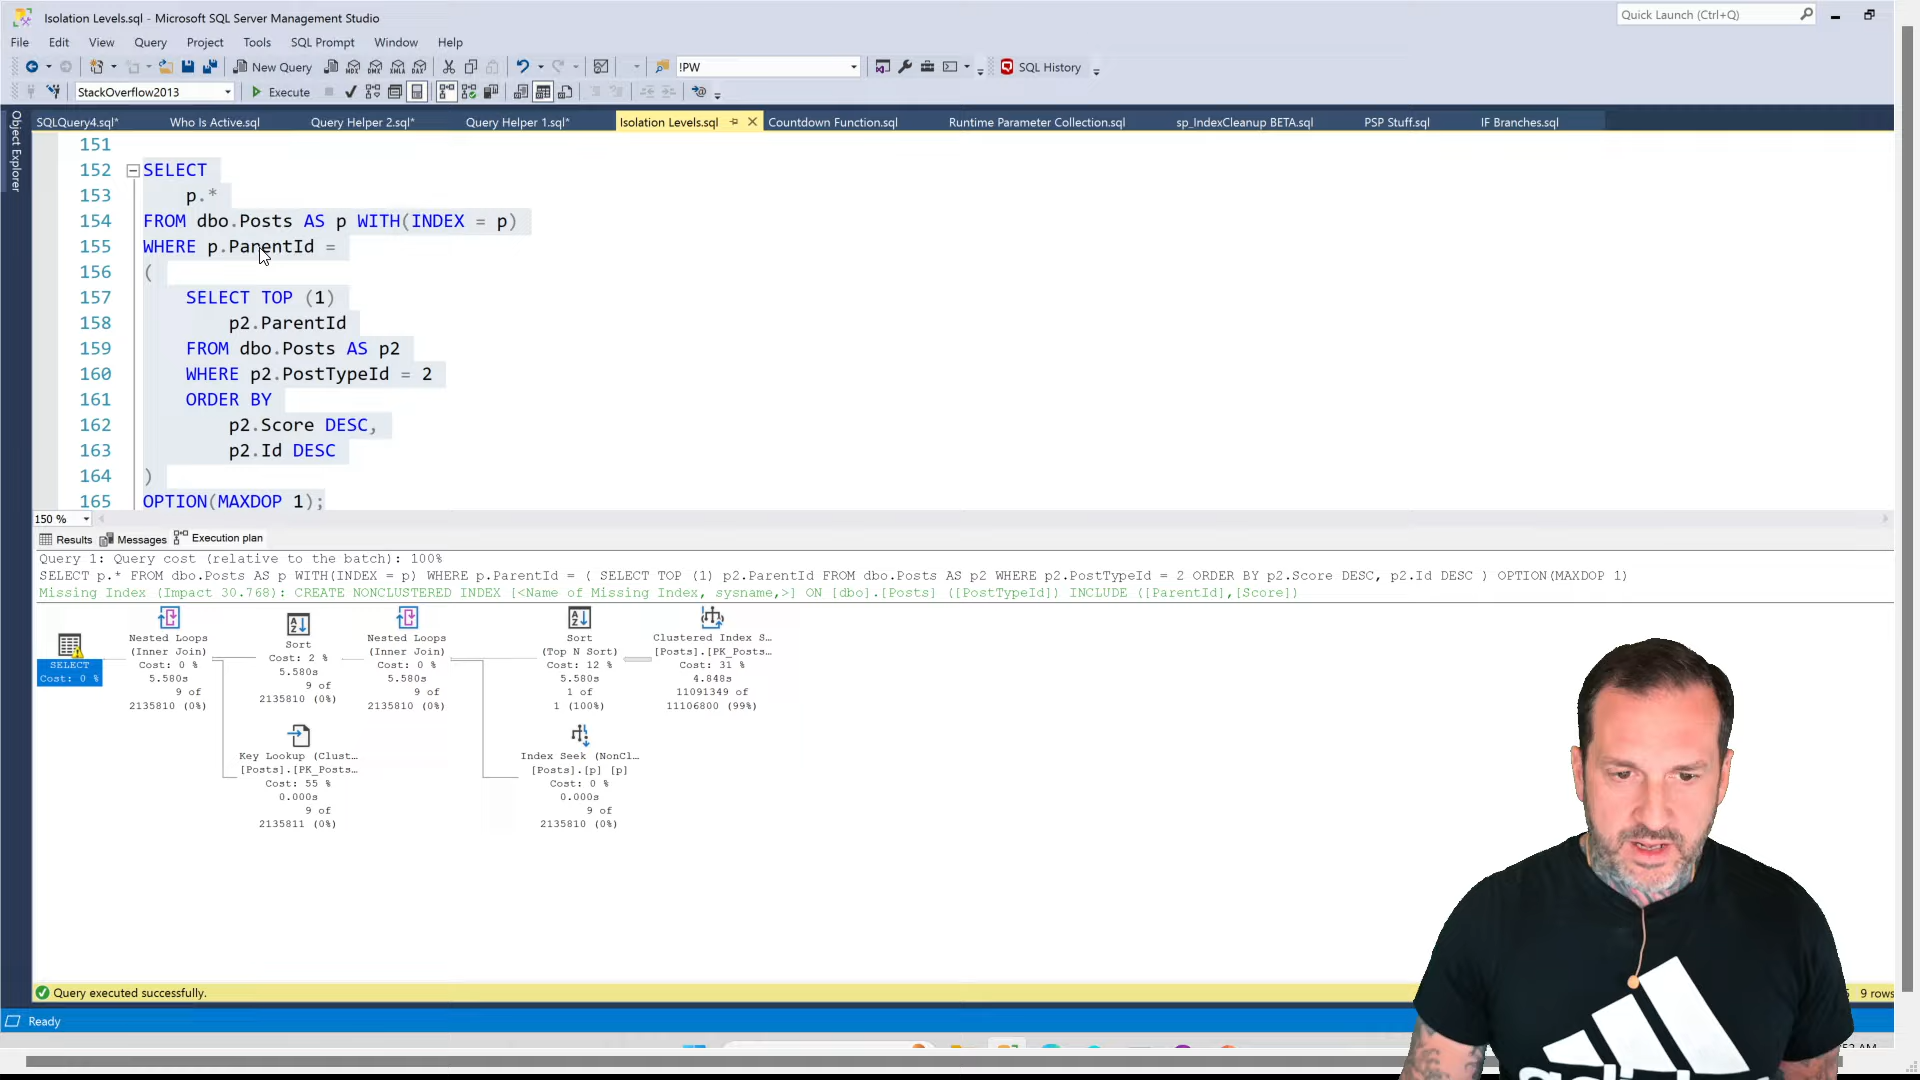 Isolation Levels.sql - Microsoft SQL Server Management Studio
Quick Launch (Ctrl+Q)
File Edit View Query Project Tools SQL Prompt Window Help
New Query
!PW
SQL History
StackOverflow2013
Execute
SQLQuery4.sql* Who Is Active.sql Query Helper 2.sql* Query Helper 1.sql* Isolation Levels.sql Countdown Function.sql Runtime Parameter Collection.sql sp_IndexCleanup BETA.sql PSP Stuff.sql IF Branches.sql
Object Explorer
151
152 SELECT
153 p.*
154 FROM dbo.Posts AS p WITH(INDEX = p)
155 WHERE p.ParentId =
156 (
157 SELECT TOP (1)
158 p2.ParentId
159 FROM dbo.Posts AS p2
160 WHERE p2.PostTypeId = 2
161 ORDER BY
162 p2.Score DESC,
163 p2.Id DESC
164 )
165 OPTION(MAXDOP 1);
150 %
Results Messages Execution plan
Query 1: Query cost (relative to the batch): 100%
SELECT p.* FROM dbo.Posts AS p WITH(INDEX = p) WHERE p.ParentId = ( SELECT TOP (1) p2.ParentId FROM dbo.Posts AS p2 WHERE p2.PostTypeId = 2 ORDER BY p2.Score DESC, p2.Id DESC ) OPTION(MAXDOP 1)
Missing Index (Impact 30.768): CREATE NONCLUSTERED INDEX [<Name of Missing Index, sysname,>] ON [dbo].[Posts] ([PostTypeId]) INCLUDE ([ParentId],[Score])
SELECT
Cost: 0 %
Nested Loops
(Inner Join)
Cost: 0 %
5.580s
9 of
2135810 (0%)
Sort
Cost: 2 %
5.580s
9 of
2135810 (0%)
Nested Loops
(Inner Join)
Cost: 0 %
5.580s
9 of
2135810 (0%)
Sort
(Top N Sort)
Cost: 12 %
5.580s
1 of
1 (100%)
Clustered Index S...
[Posts].[PK_Posts...
Cost: 31 %
4.848s
11091349 of
11106800 (99%)
Key Lookup (Clust...
[Posts].[PK_Posts...
Cost: 55 %
0.000s
9 of
2135811 (0%)
Index Seek (NonCl...
[Posts].[p] [p]
Cost: 0 %
0.000s
9 of
2135810 (0%)
Query executed successfully.
9 rows
Ready